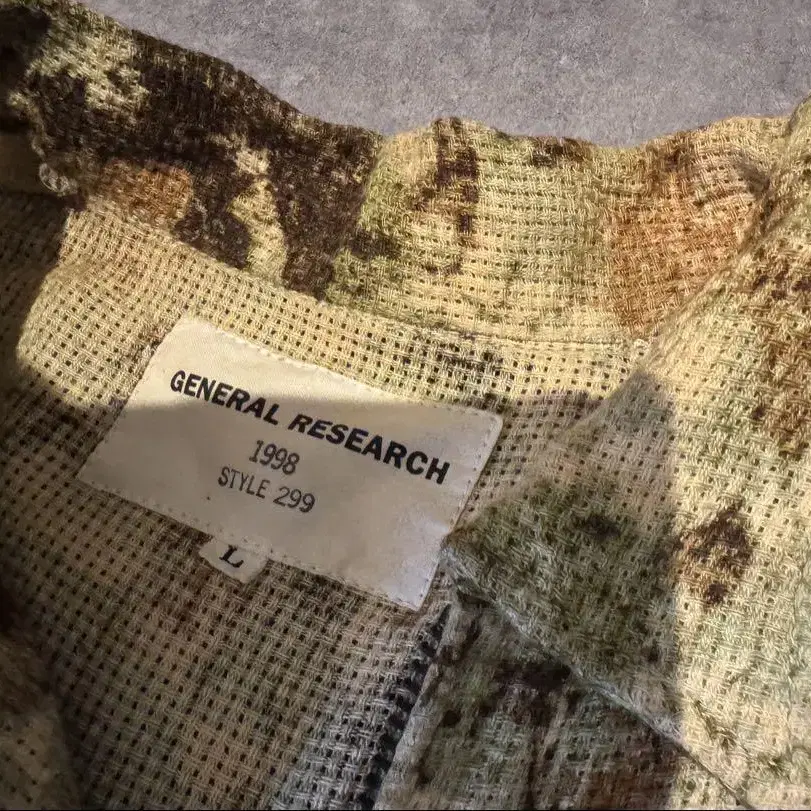 GENERAL RESEARCH
1998
STYLE 299
L